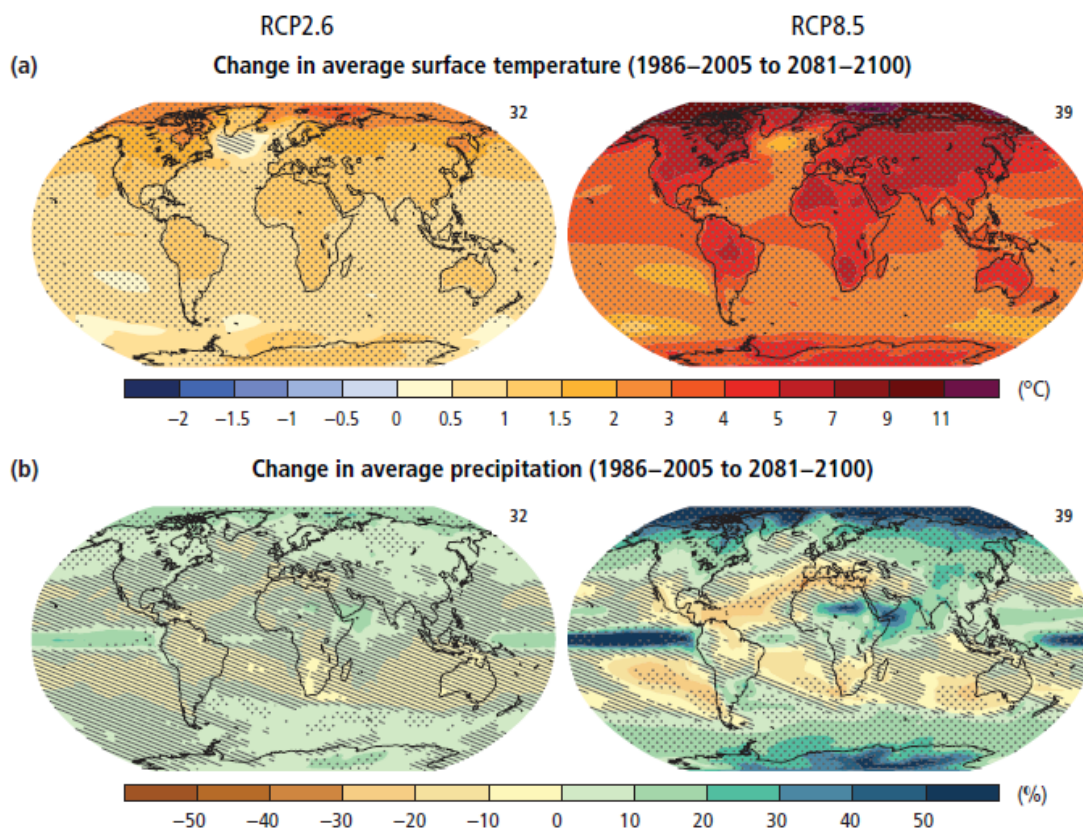 RCP2.6 RCP8.5
(a) Change in average surface temperature (1986–2005 to 2081–2100)
32 39
(°C)
−2 −1.5 −1 −0.5 0 0.5 1 1.5 2 3 4 5 7 9 11
(b) Change in average precipitation (1986–2005 to 2081–2100)
32 39
(%)
−50 −40 −30 −20 −10 0 10 20 30 40 50